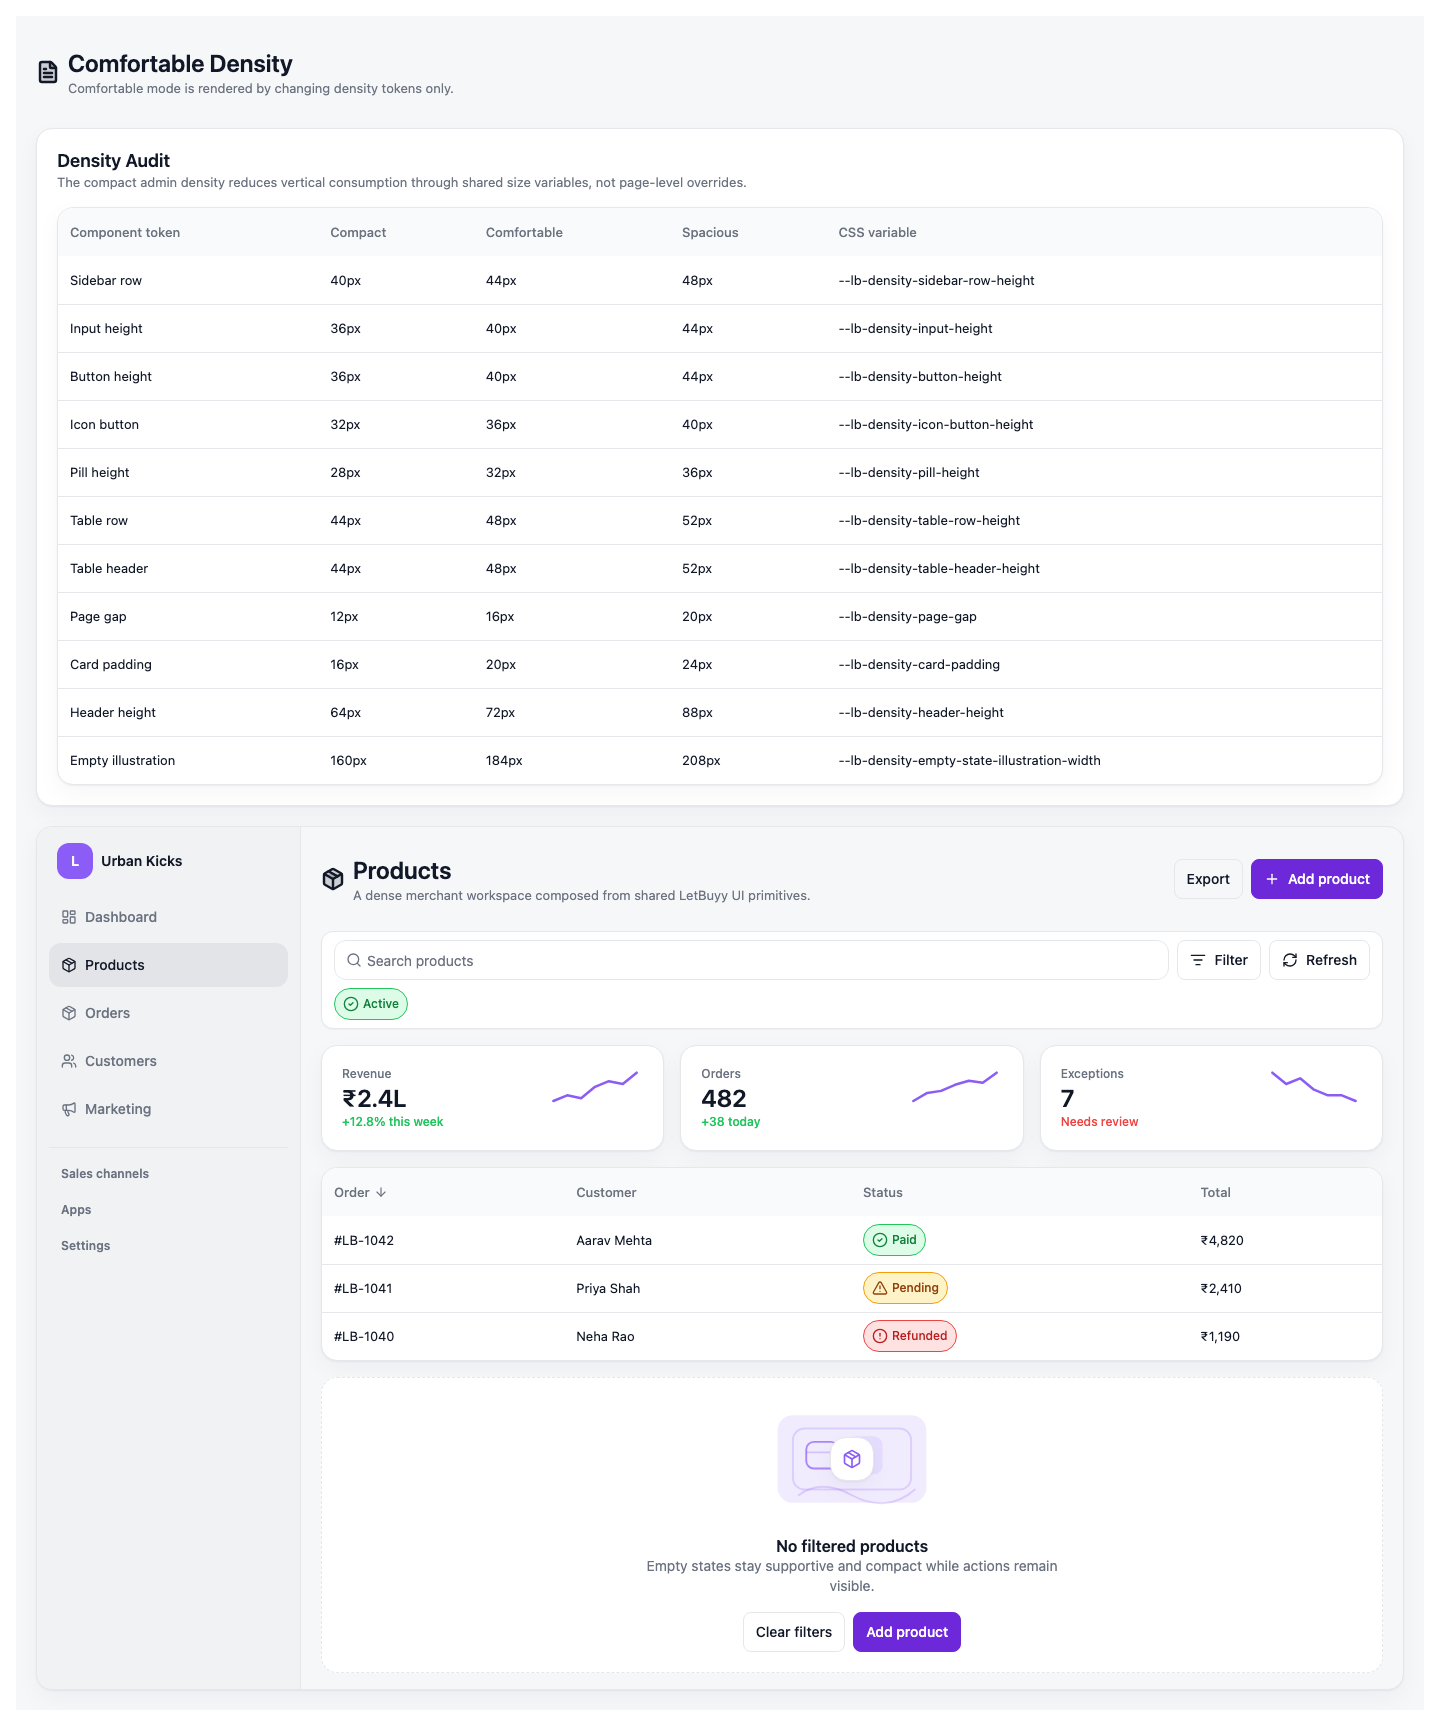 Comfortable Density
Comfortable mode is rendered by changing density tokens only.
Density Audit
The compact admin density reduces vertical consumption through shared size variables, not page-level overrides.
Component token Compact Comfortable Spacious CSS variable
Sidebar row 40px 44px 48px --lb-density-sidebar-row-height
Input height 36px 40px 44px --lb-density-input-height
Button height 36px 40px 44px --lb-density-button-height
Icon button 32px 36px 40px --lb-density-icon-button-height
Pill height 28px 32px 36px --lb-density-pill-height
Table row 44px 48px 52px --lb-density-table-row-height
Table header 44px 48px 52px --lb-density-table-header-height
Page gap 12px 16px 20px --lb-density-page-gap
Card padding 16px 20px 24px --lb-density-card-padding
Header height 64px 72px 88px --lb-density-header-height
Empty illustration 160px 184px 208px --lb-density-empty-state-illustration-width
L Urban Kicks
Dashboard
Products
Orders
Customers
Marketing
Sales channels
Apps
Settings
Products
A dense merchant workspace composed from shared LetBuyy UI primitives.
Export Add product
Search products Filter Refresh
Active
Revenue
₹2.4L
+12.8% this week
Orders
482
+38 today
Exceptions
7
Needs review
Order Customer Status Total
#LB-1042 Aarav Mehta Paid ₹4,820
#LB-1041 Priya Shah Pending ₹2,410
#LB-1040 Neha Rao Refunded ₹1,190
No filtered products
Empty states stay supportive and compact while actions remain
visible.
Clear filters Add product